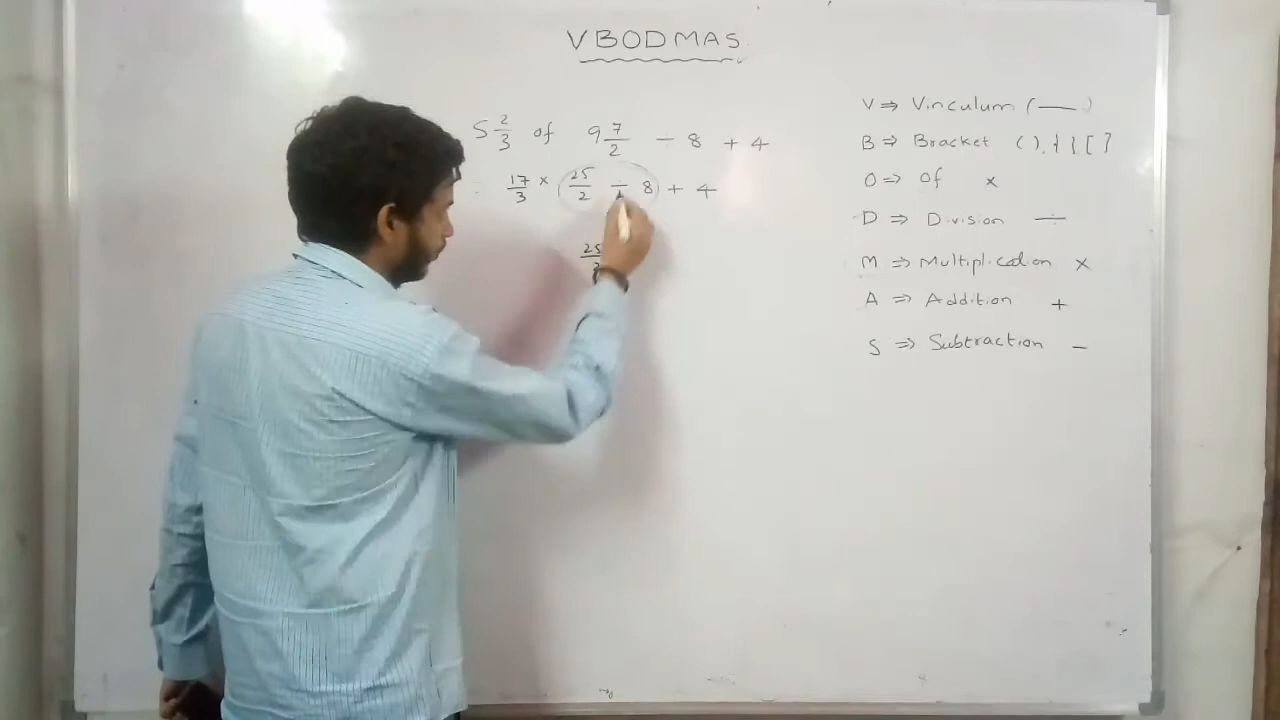 VBODMAS
5 2/3 of 9 7/2 - 8 + 4
17/3 × 25/2 ÷ 8 + 4
25
V ⇒ Vinculum (—)
B ⇒ Bracket ( ), { }, [ ]
O ⇒ Of ×
D ⇒ Division ÷
M ⇒ Multiplication ×
A ⇒ Addition +
S ⇒ Subtraction -